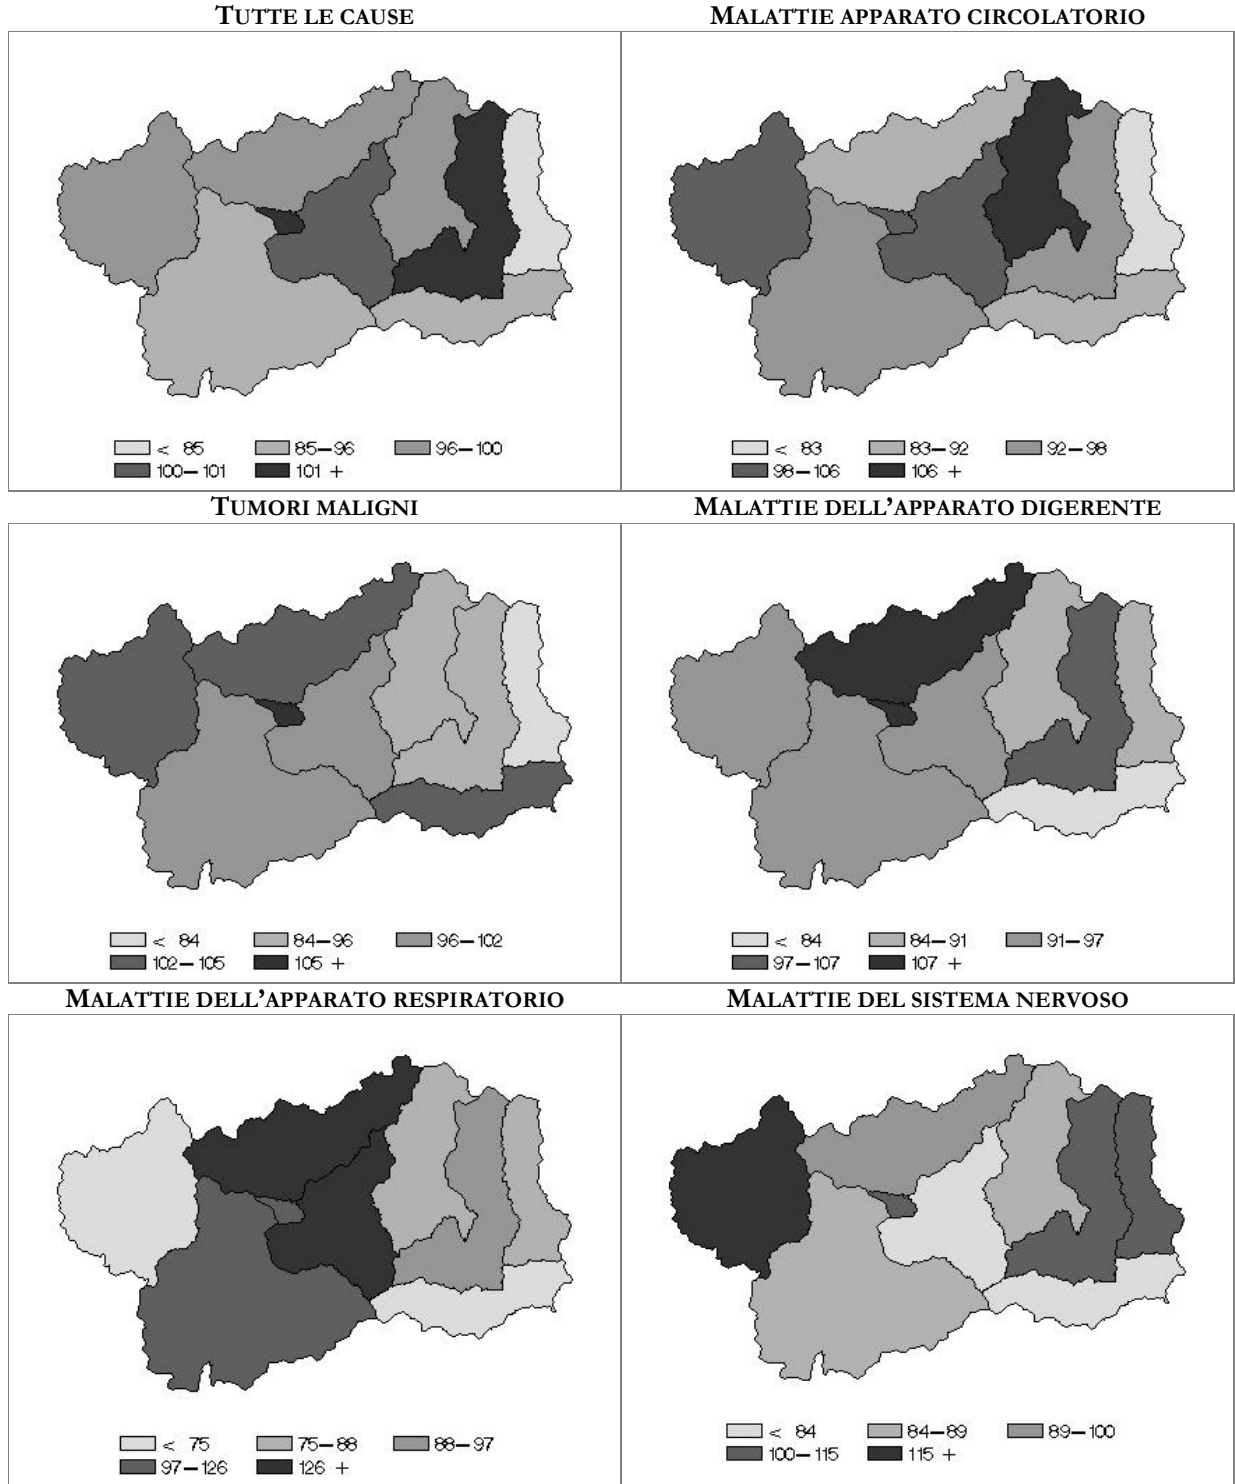 TUTTE LE CAUSE
MALATTIE APPARATO CIRCOLATORIO
< 85 85-96 96-100
100-101 101 +
< 83 83-92 92-98
98-106 106 +
TUMORI MALIGNI
MALATTIE DELL'APPARATO DIGERENTE
< 84 84-96 96-102
102-105 105 +
< 84 84-91 91-97
97-107 107 +
MALATTIE DELL'APPARATO RESPIRATORIO
MALATTIE DEL SISTEMA NERVOSO
< 75 75-88 88-97
97-126 126 +
< 84 84-89 89-100
100-115 115 +